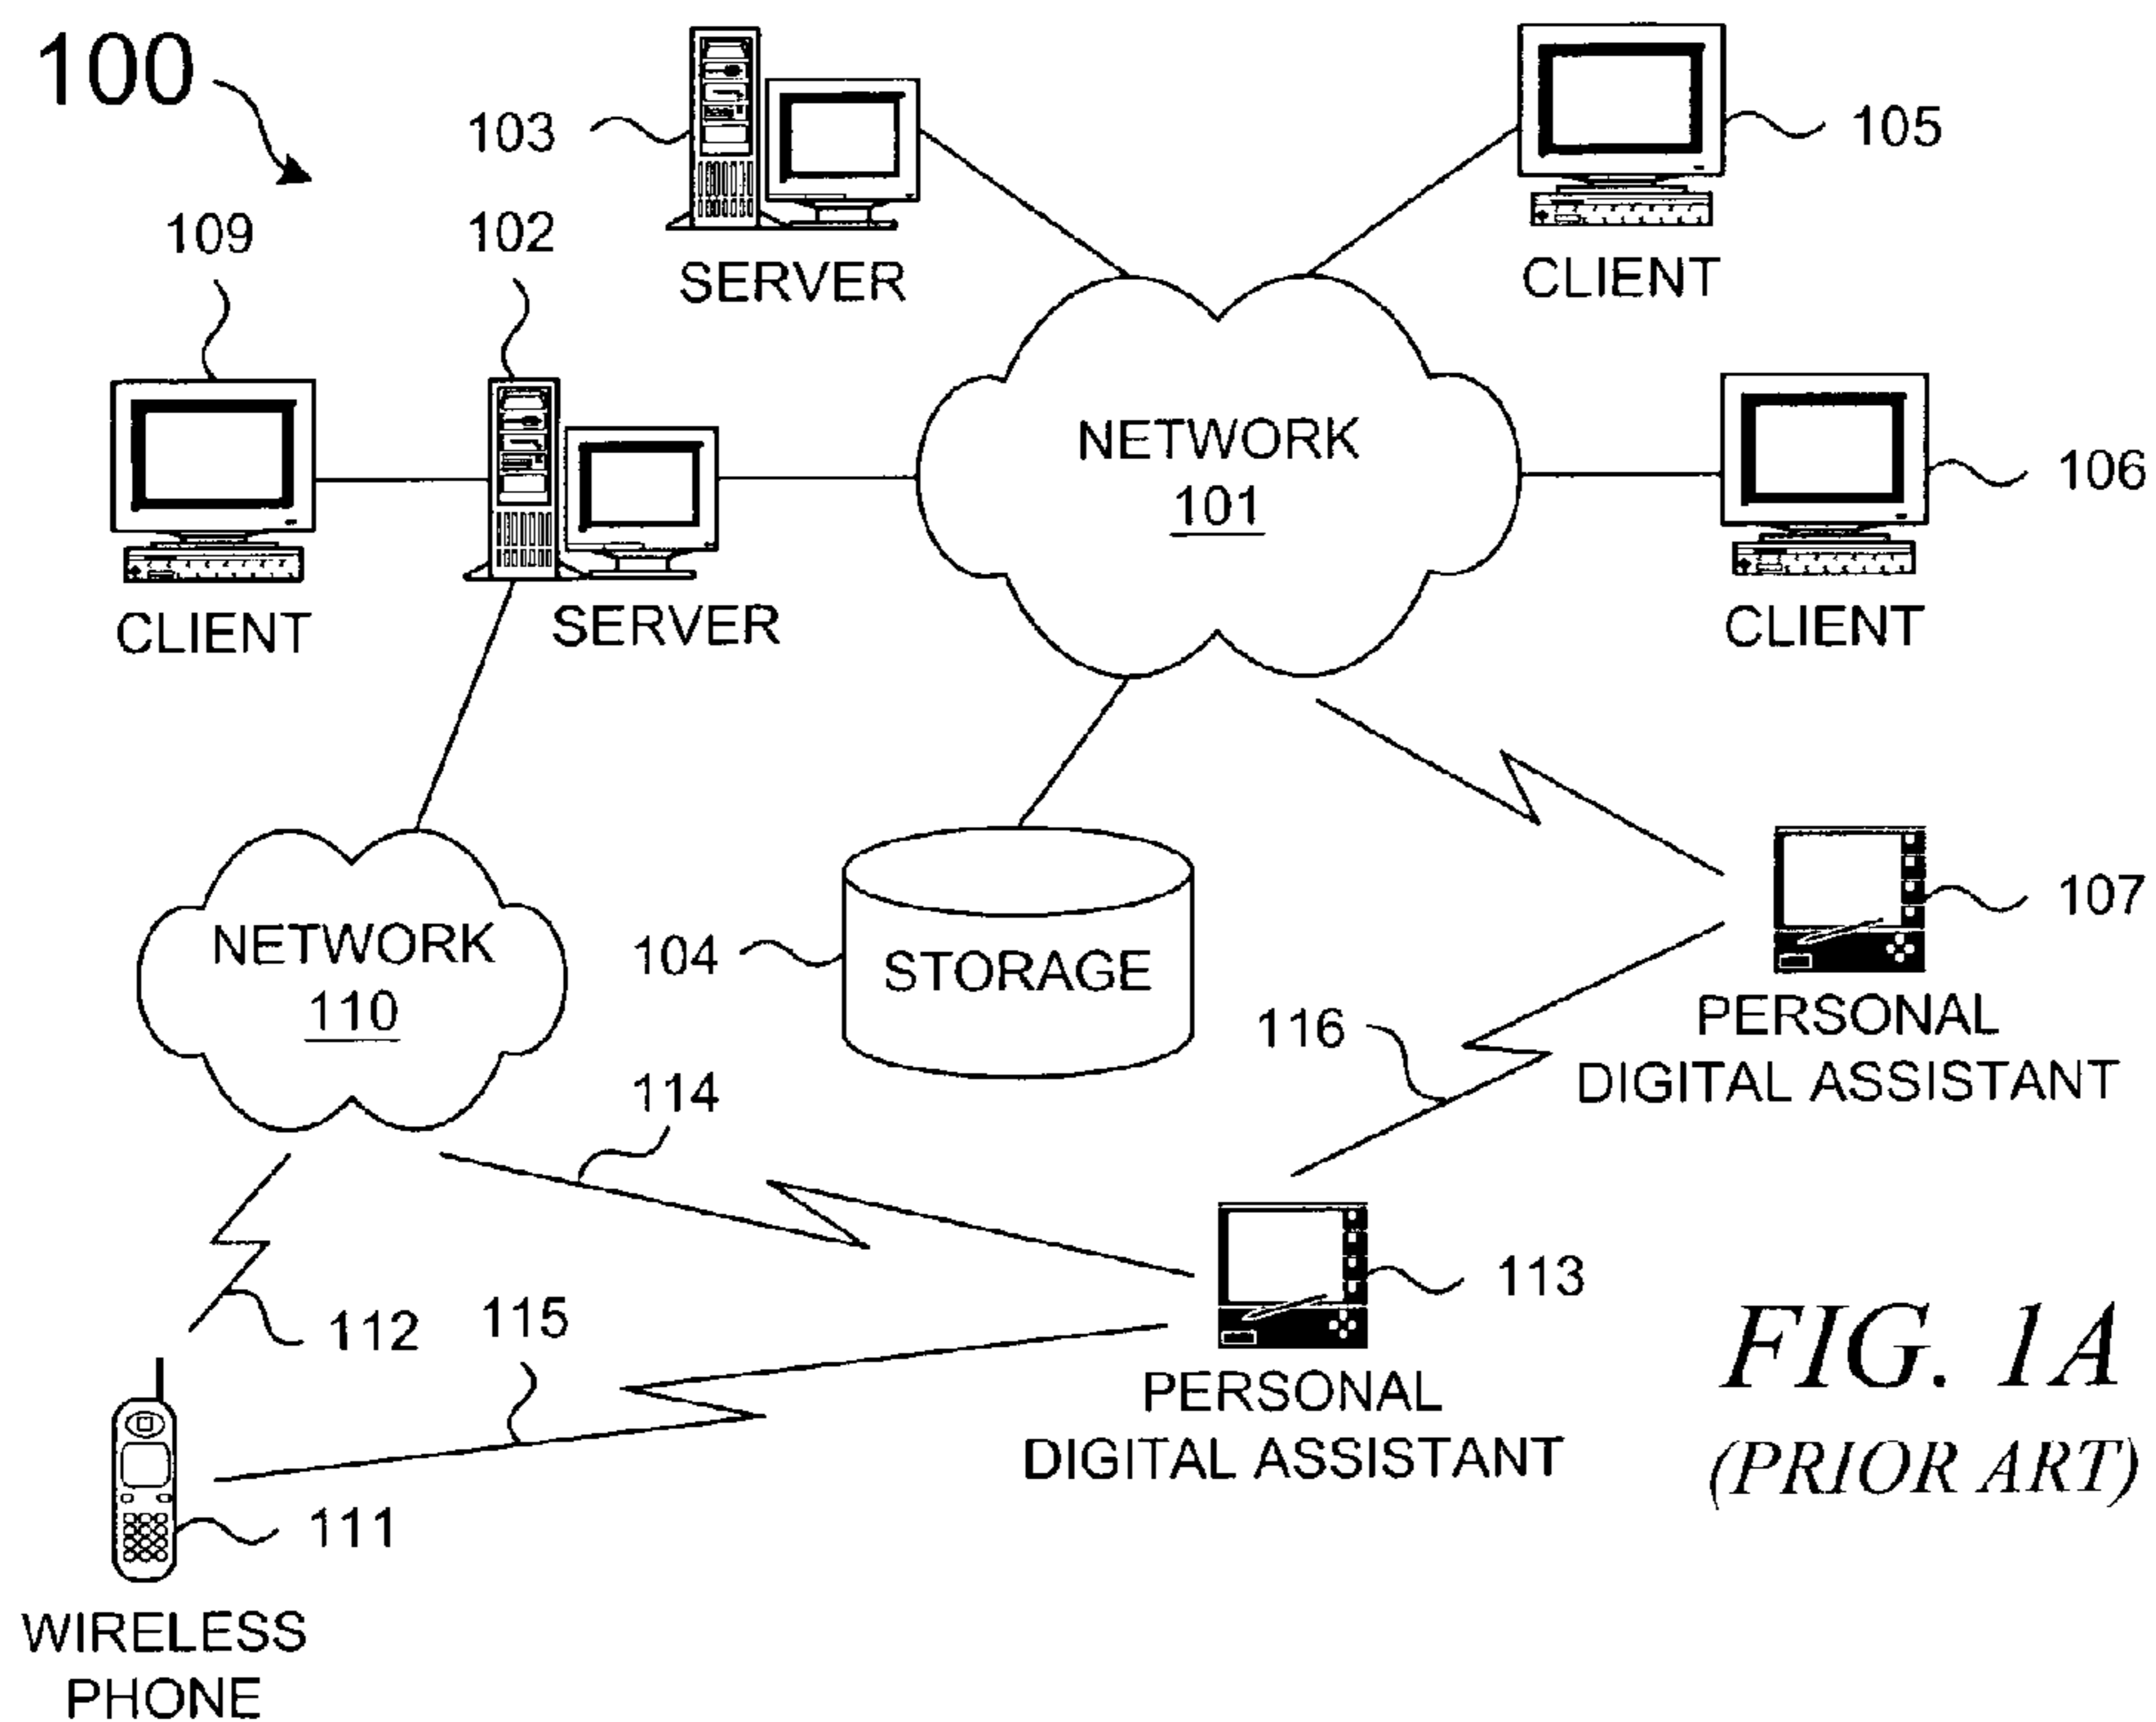 100
103
SERVER
105
CLIENT
109
102
CLIENT
SERVER
NETWORK
101
106
CLIENT
NETWORK
110
104
STORAGE
107
PERSONAL
DIGITAL ASSISTANT
116
114
113
PERSONAL
DIGITAL ASSISTANT
112
115
111
WIRELESS
PHONE
FIG. 1A
(PRIOR ART)